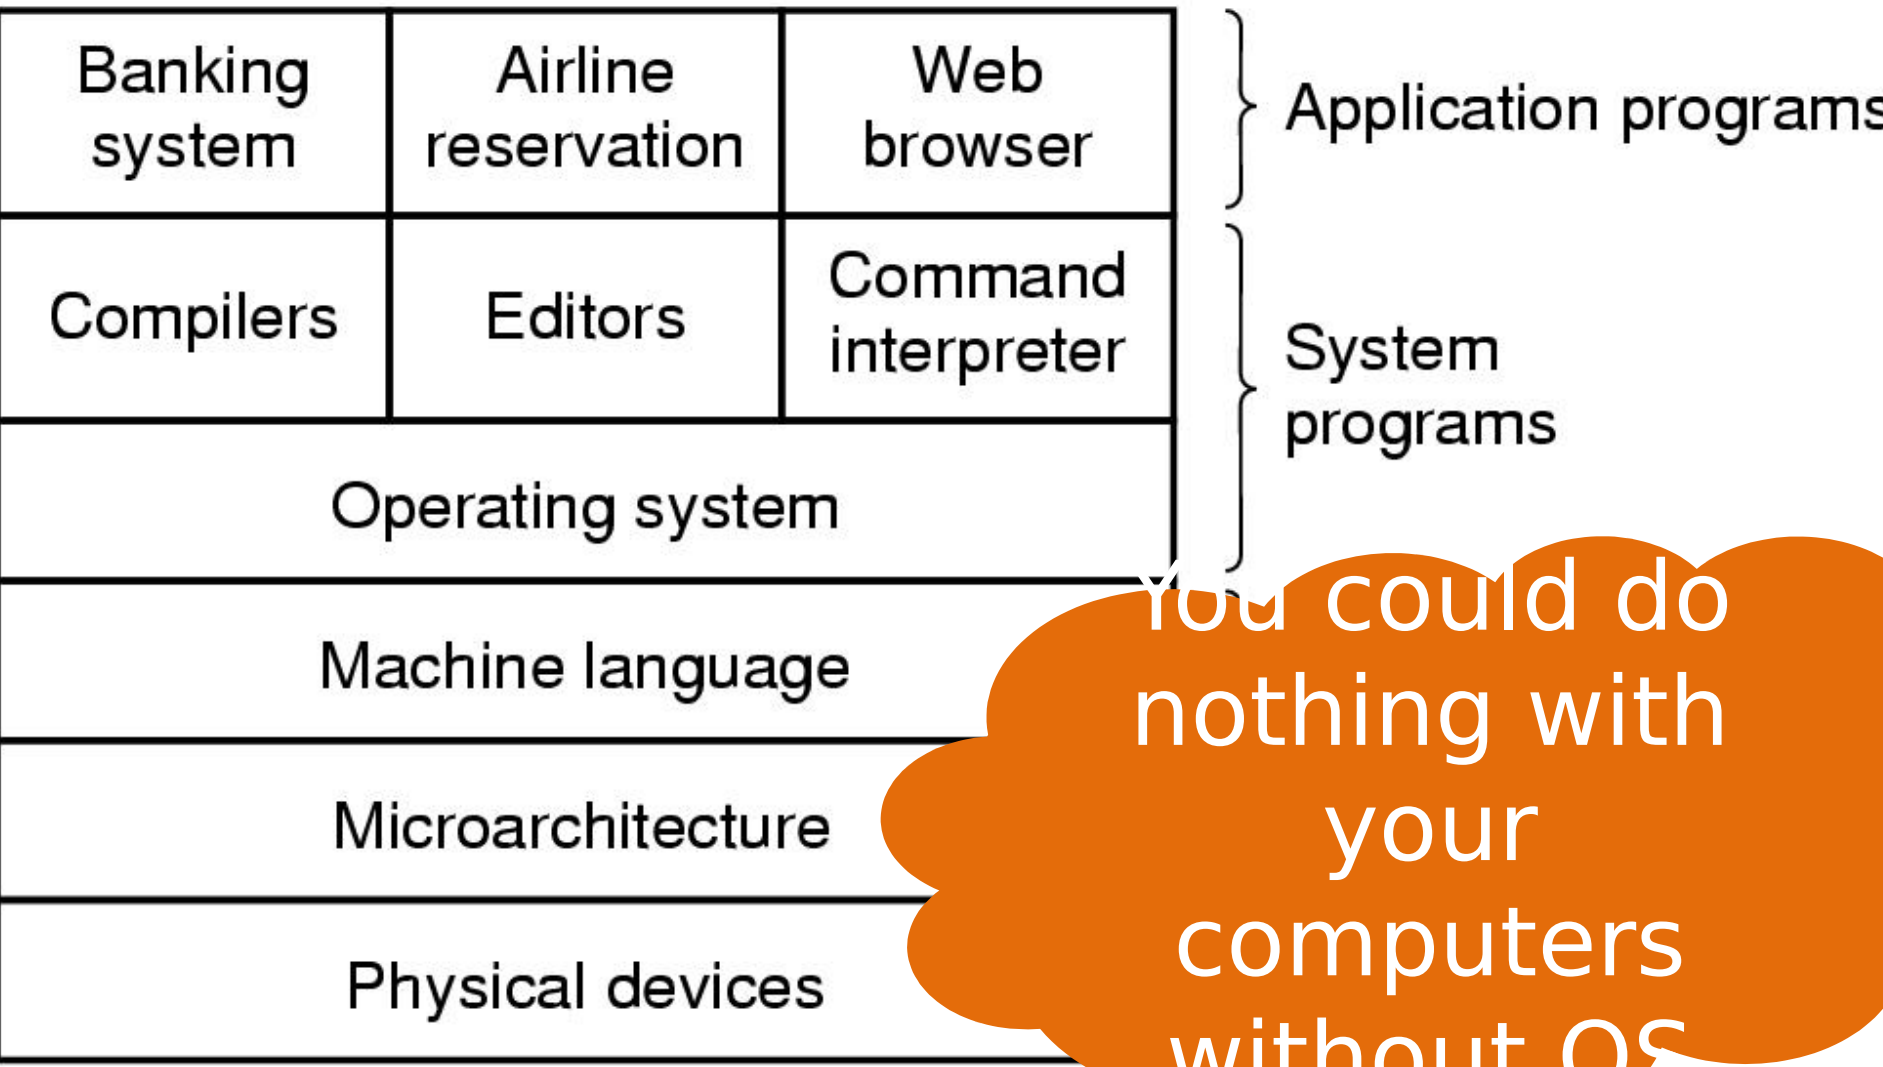 Banking
system
Airline
reservation
Web
browser
Application programs
Compilers
Editors
Command
interpreter
System
programs
Operating system
Machine language
Microarchitecture
Physical devices
You could do
nothing with
your
computers
without OS